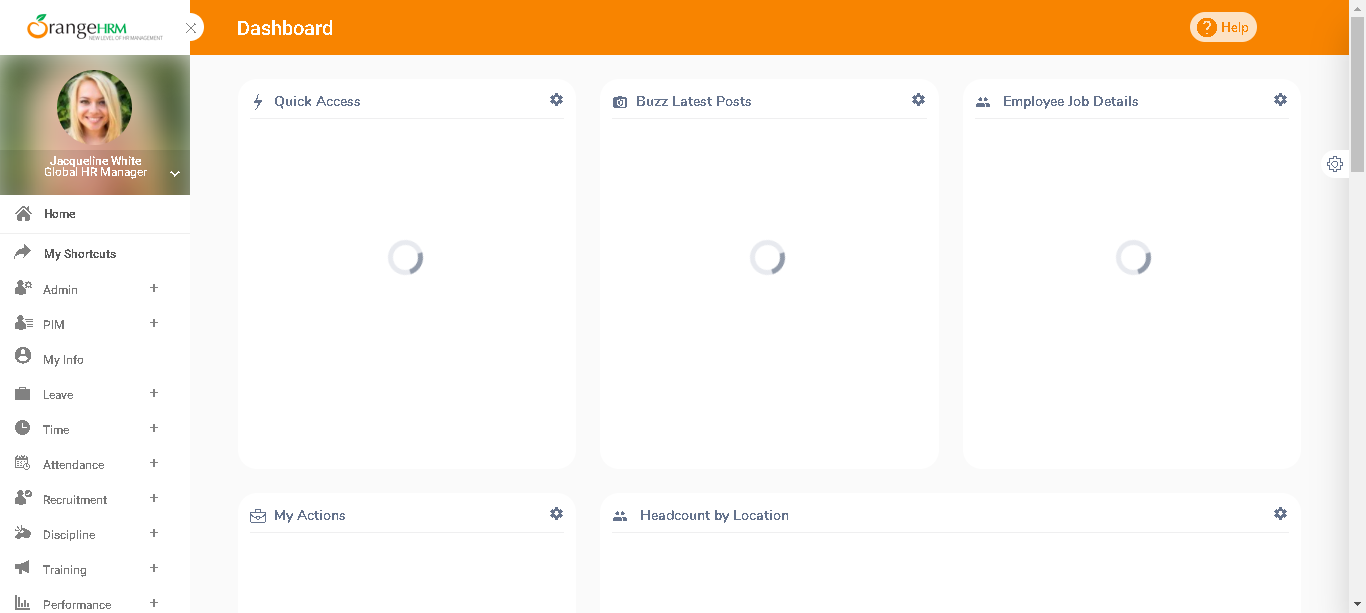 OrangeHRM
NEW LEVEL OF HR MANAGEMENT
Dashboard
? Help
Jacqueline White
Global HR Manager
Home
My Shortcuts
Admin +
PIM +
My Info
Leave +
Time +
Attendance +
Recruitment +
Discipline +
Training +
Performance +
Quick Access
Buzz Latest Posts
Employee Job Details
My Actions
Headcount by Location